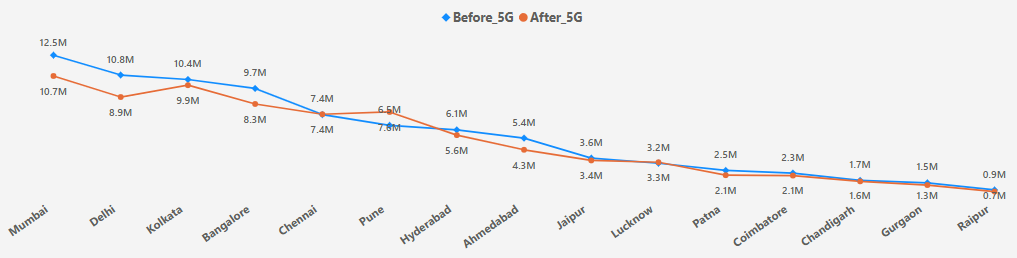 Before_5G After_5G
12.5M 10.8M 10.4M 9.7M 7.4M 6.5M 6.1M 5.4M 3.6M 3.2M 2.5M 2.3M 1.7M 1.5M 0.9M
10.7M 8.9M 9.9M 8.3M 7.4M 7.6M 5.6M 4.3M 3.4M 3.3M 2.1M 2.1M 1.6M 1.3M 0.7M
Mumbai Delhi Kolkata Bangalore Chennai Pune Hyderabad Ahmedabad Jaipur Lucknow Patna Coimbatore Chandigarh Gurgaon Raipur